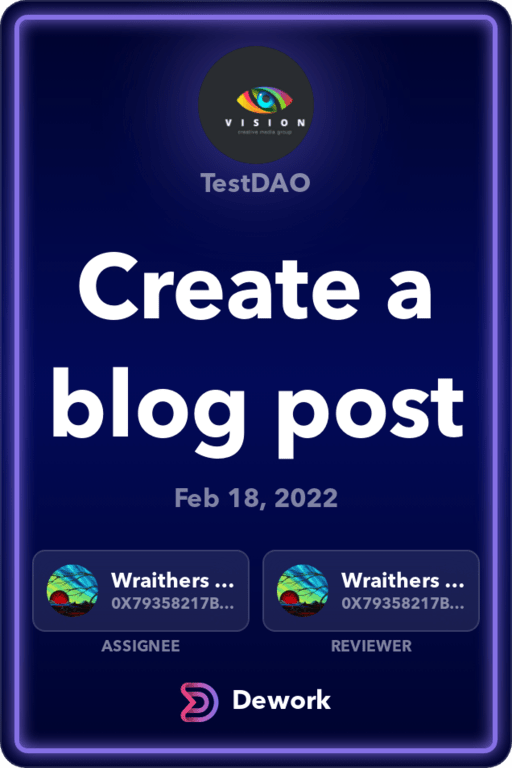 VISION
creative media group
TestDAO
Create a
blog post
Feb 18, 2022
Wraithers ...
0X79358217B...
ASSIGNEE
Wraithers ...
0X79358217B...
REVIEWER
Dework